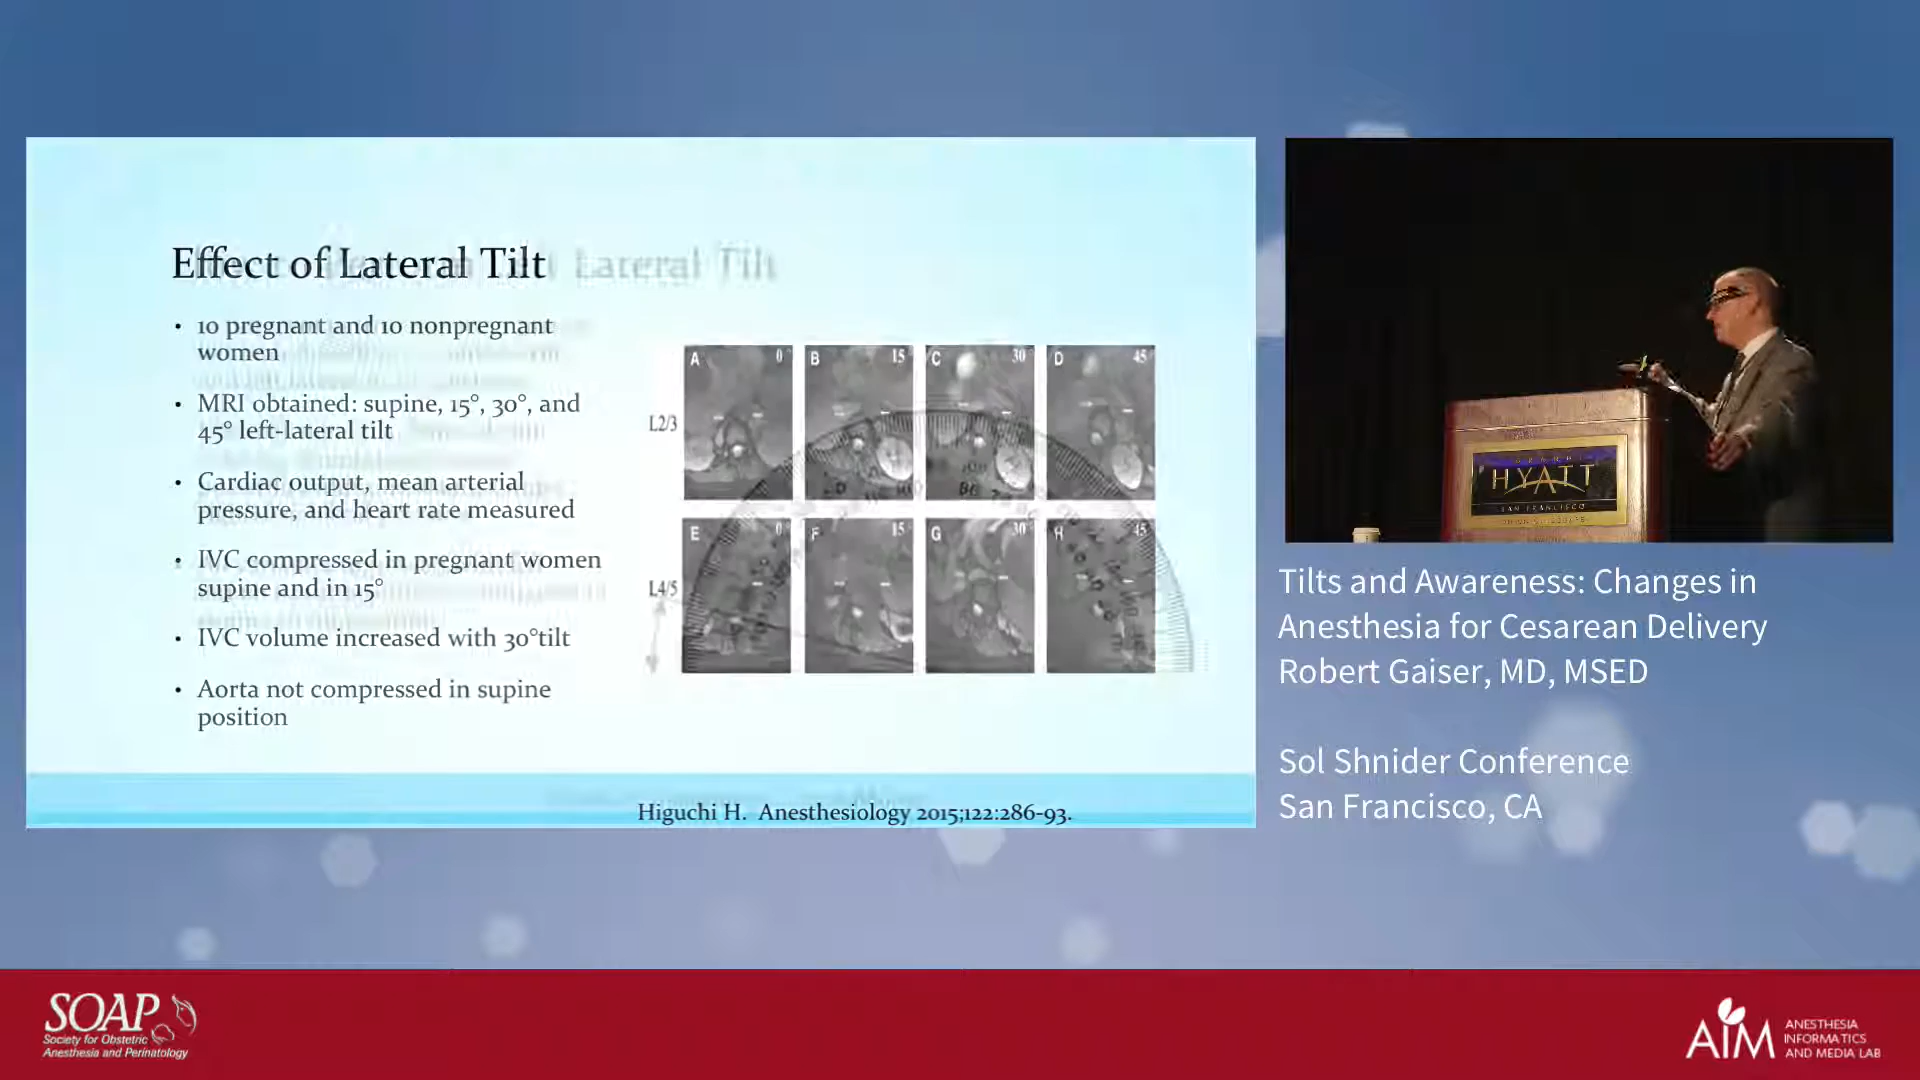 Effect of Lateral Tilt
Lateral Tilt
• 10 pregnant and 10 nonpregnant
women
• MRI obtained: supine, 15°, 30°, and
45° left-lateral tilt
• Cardiac output, mean arterial
pressure, and heart rate measured
• IVC compressed in pregnant women
supine and in 15°
• IVC volume increased with 30°tilt
• Aorta not compressed in supine
position
A 0° B 15° C 30° D 45°
L2/3
E 0° F 15° G 30° H 45°
L4/5
Higuchi H. Anesthesiology 2015;122:286-93.
GRAND
HYATT
SAN FRANCISCO
Tilts and Awareness: Changes in
Anesthesia for Cesarean Delivery
Robert Gaiser, MD, MSED
Sol Shnider Conference
San Francisco, CA
SOAP
Society for Obstetric
Anesthesia and Perinatology
AIM
ANESTHESIA
INFORMATICS
AND MEDIA LAB